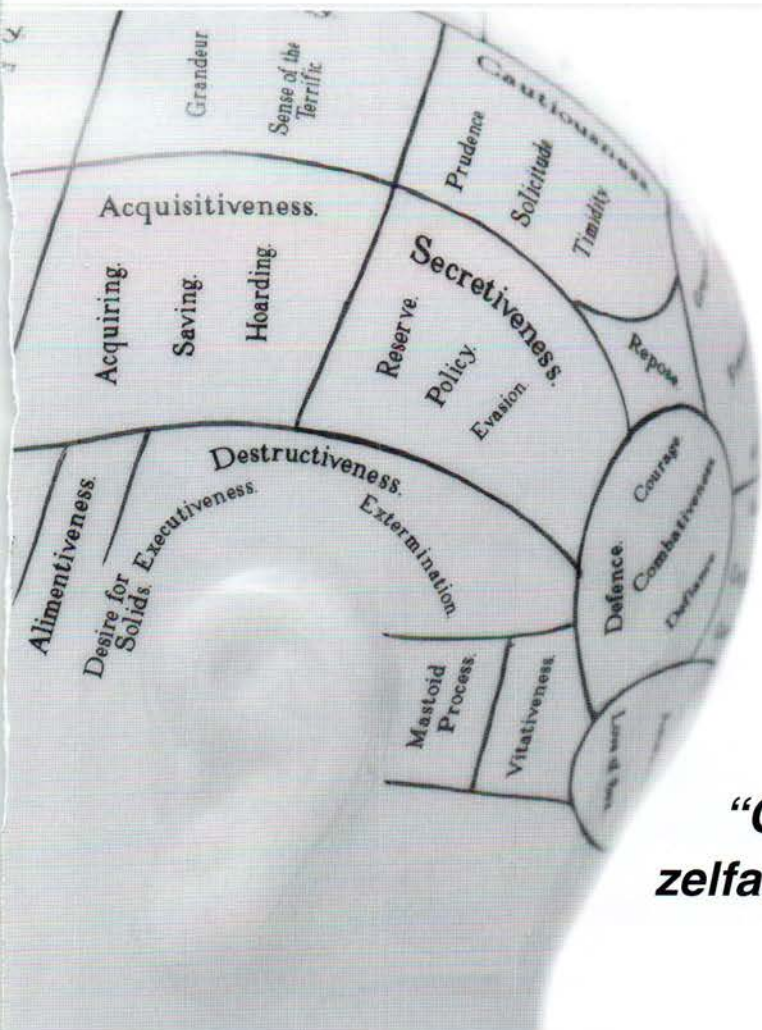 Grandeur
Sense of the
Terrific
Cautiousness
Prudence
Solicitude
Timidity
Acquisitiveness.
Acquiring.
Saving.
Hoarding.
Secretiveness.
Reserve.
Policy.
Evasion.
Repose.
Destructiveness.
Executiveness.
Extermination.
Alimentiveness.
Desire for
Solids.
Courage
Combativeness
Defiance
Defence.
Mastoid
Process.
Vitativeness.
“
zelfa